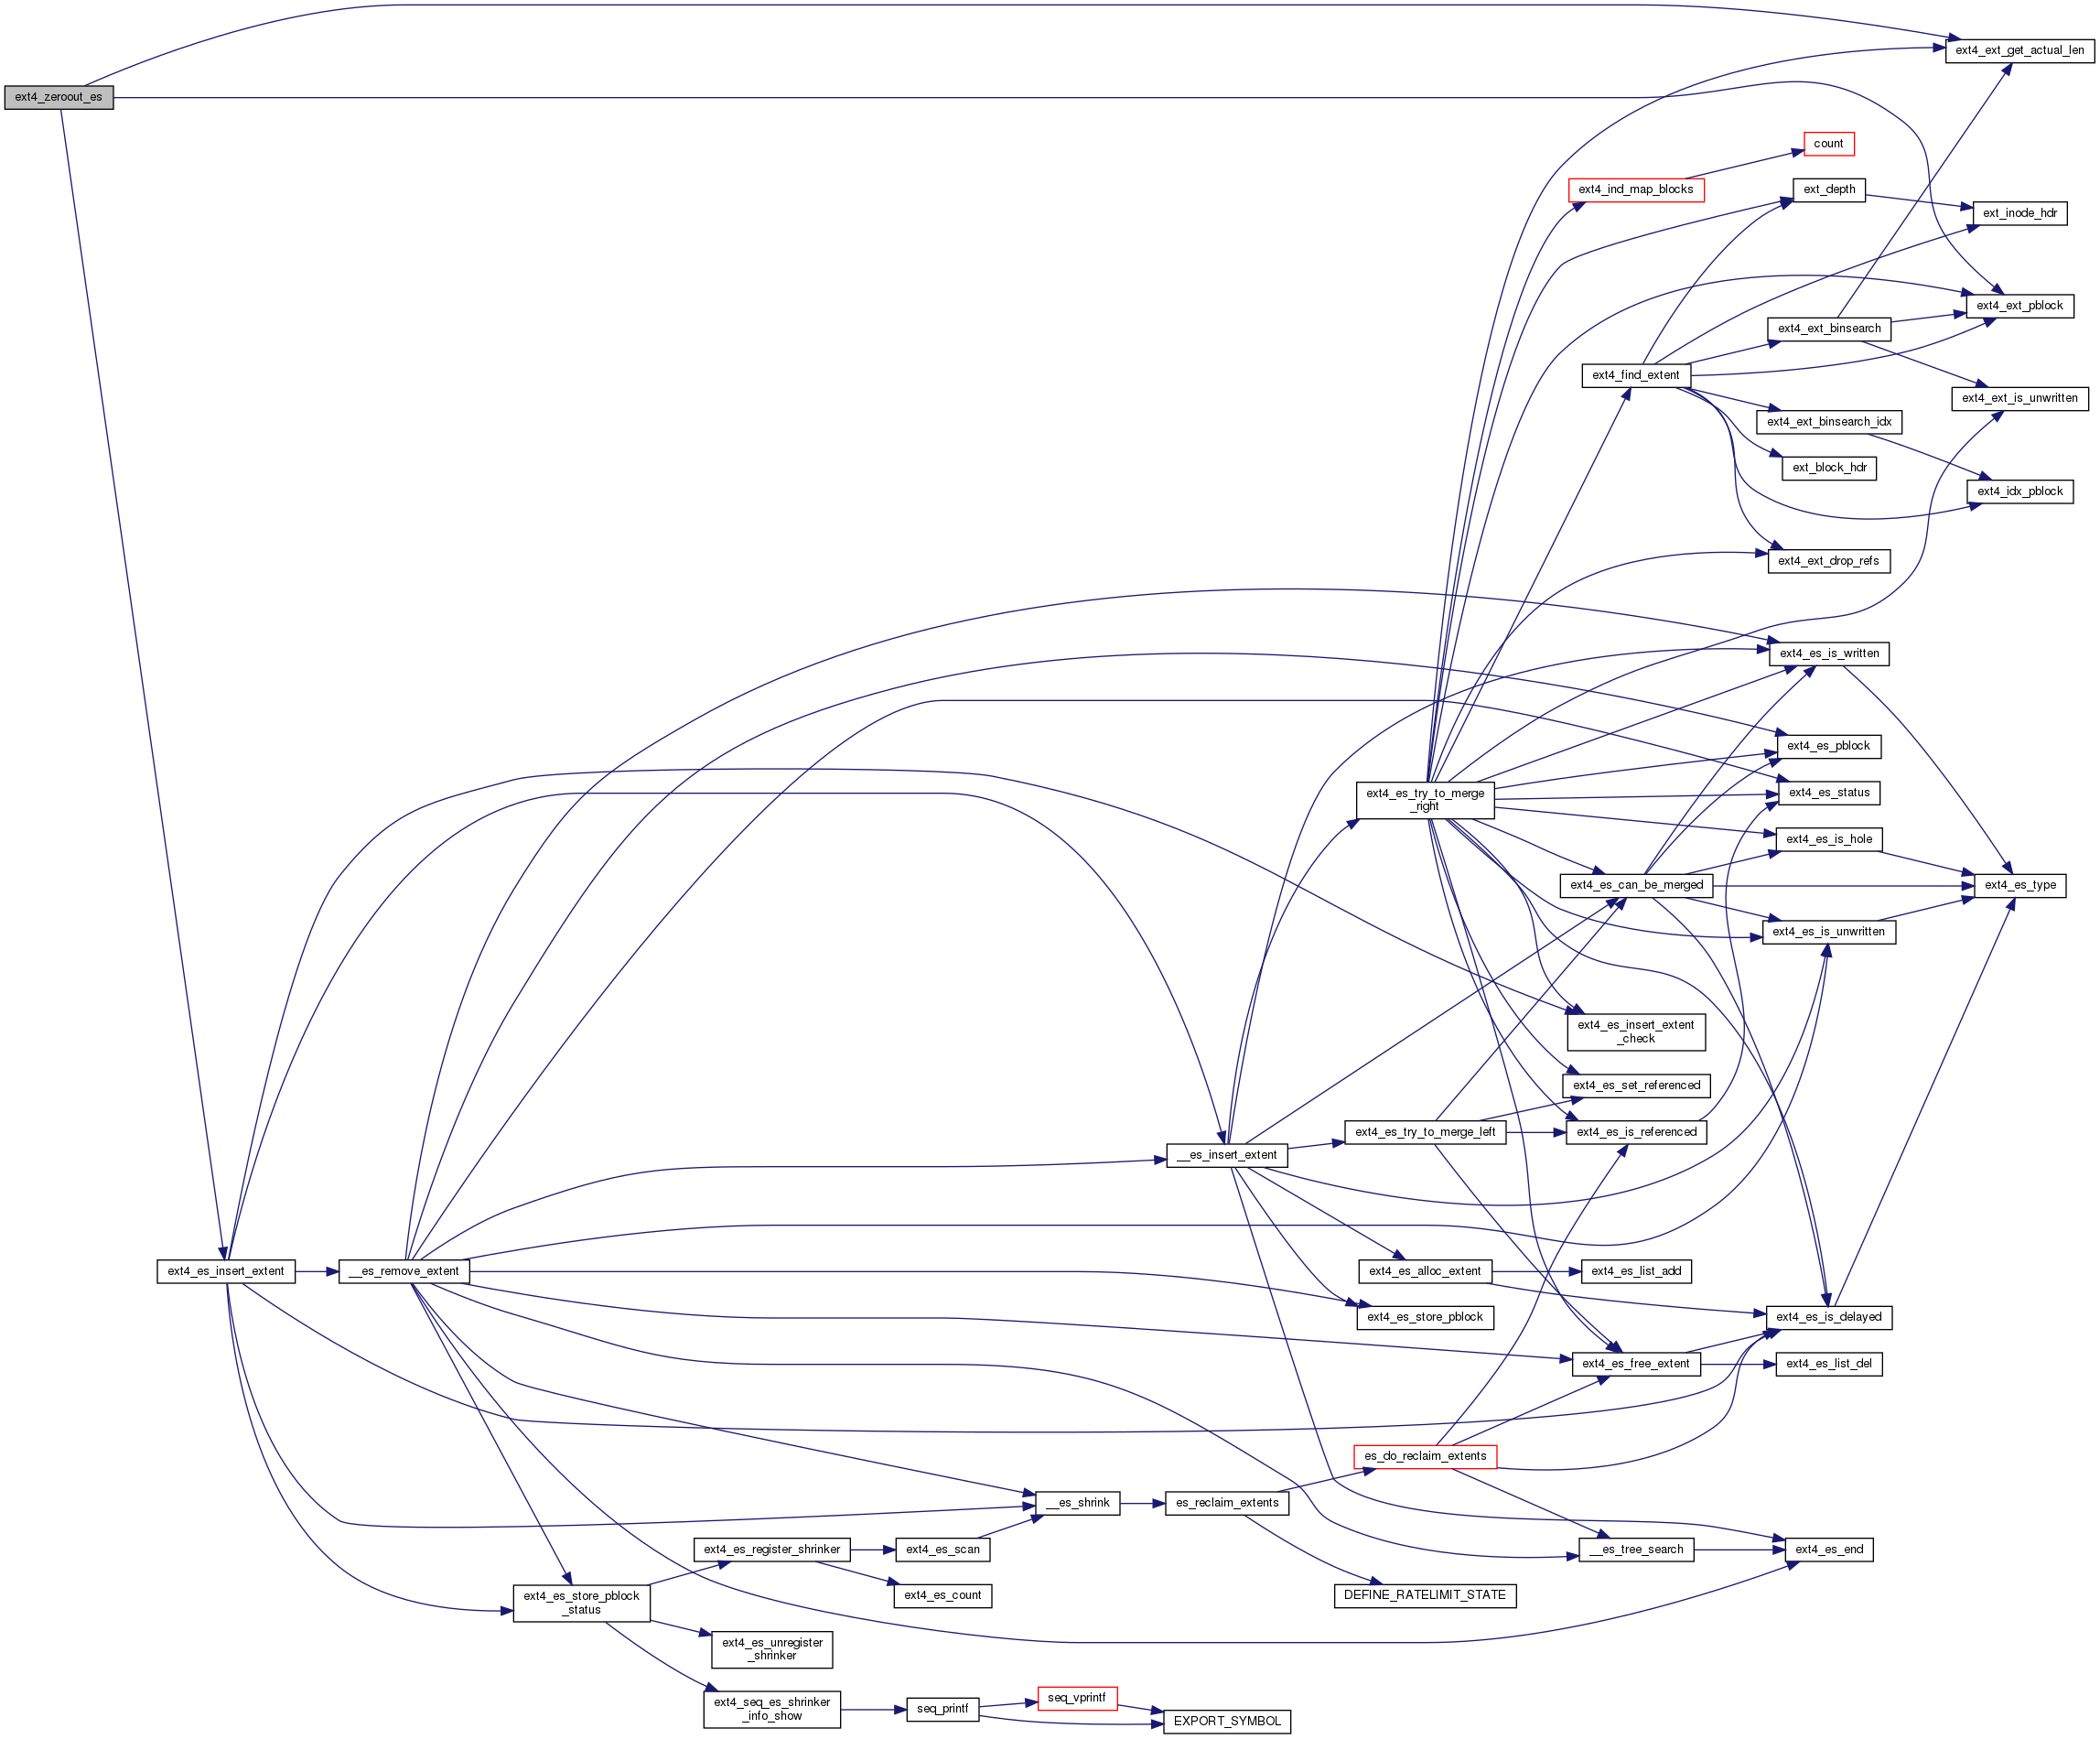 ext4_ext_get_actual_len
ext4_zeroout_es
count
ext4_ind_map_blocks
ext_depth
ext_inode_hdr
ext4_ext_pblock
ext4_ext_binsearch
ext4_find_extent
ext4_ext_is_unwritten
ext4_ext_binsearch_idx
ext_block_hdr
ext4_idx_pblock
ext4_ext_drop_refs
ext4_es_is_written
ext4_es_pblock
ext4_es_try_to_merge
_right
ext4_es_status
ext4_es_is_hole
ext4_es_can_be_merged
ext4_es_type
ext4_es_is_unwritten
ext4_es_insert_extent
_check
ext4_es_set_referenced
ext4_es_try_to_merge_left
ext4_es_is_referenced
__es_insert_extent
ext4_es_insert_extent
__es_remove_extent
ext4_es_alloc_extent
ext4_es_list_add
ext4_es_store_pblock
ext4_es_is_delayed
ext4_es_free_extent
ext4_es_list_del
es_do_reclaim_extents
__es_shrink
es_reclaim_extents
ext4_es_register_shrinker
ext4_es_scan
__es_tree_search
ext4_es_end
ext4_es_store_pblock
_status
ext4_es_count
DEFINE_RATELIMIT_STATE
ext4_es_unregister
_shrinker
ext4_seq_es_shrinker
_info_show
seq_printf
seq_vprintf
EXPORT_SYMBOL